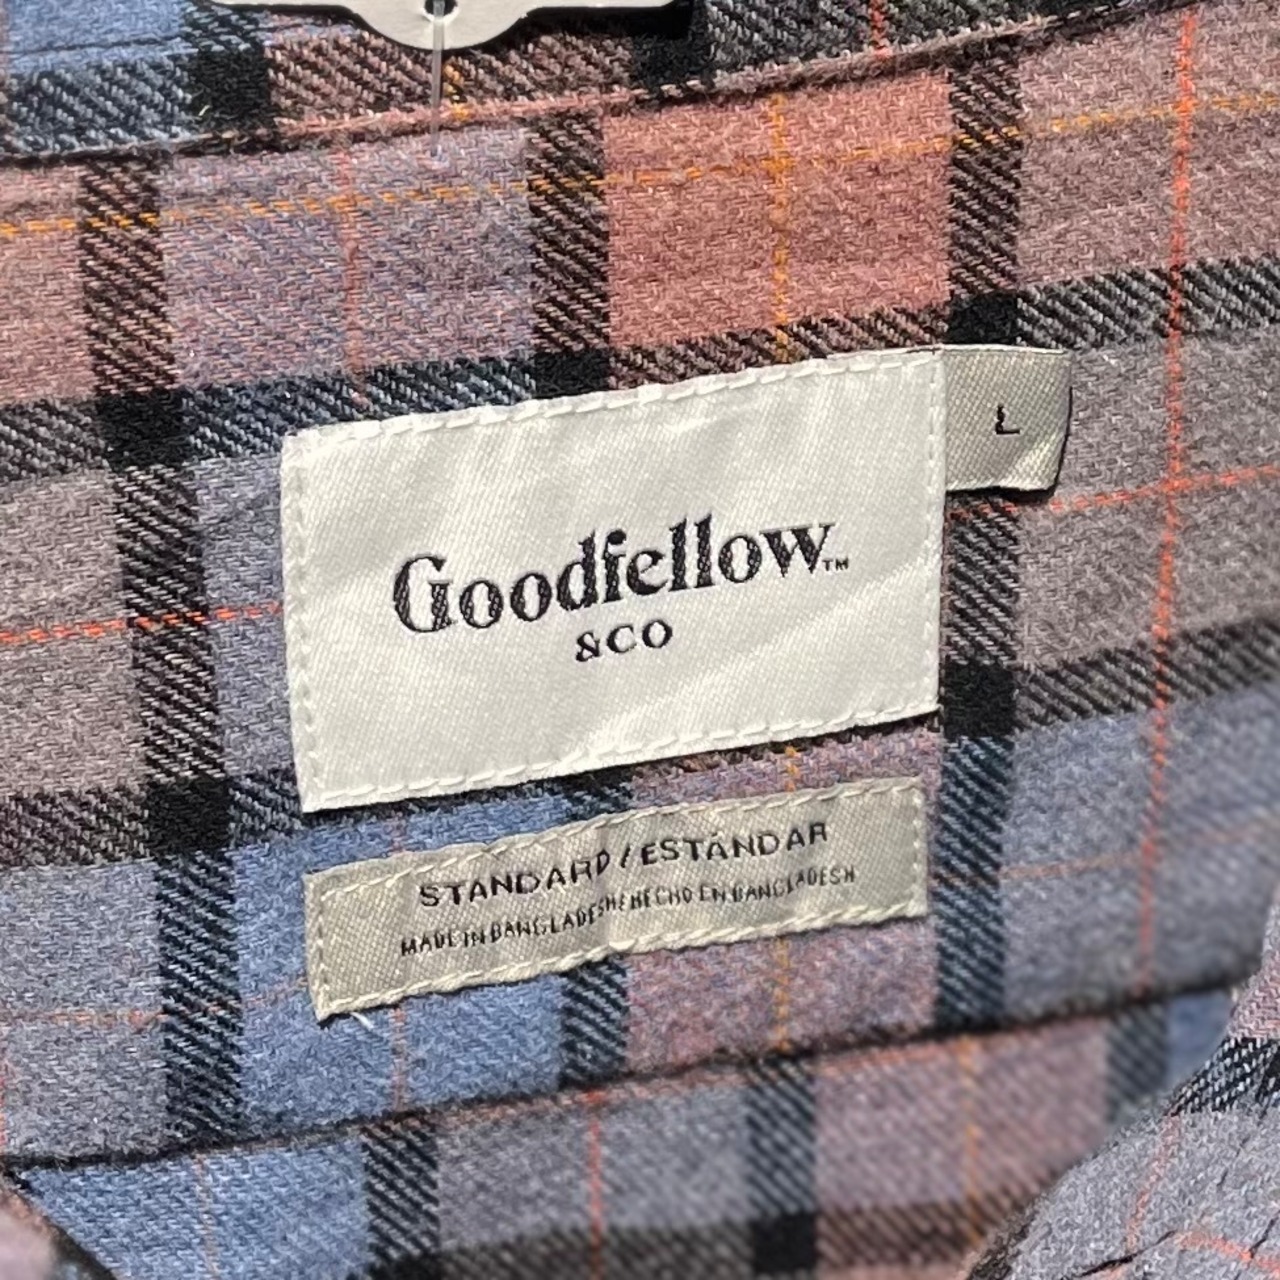 Goodfellow™
&CO
L
STANDARD / ESTÁNDAR
MADE IN BANGLADESH / HECHO EN BANGLADESH